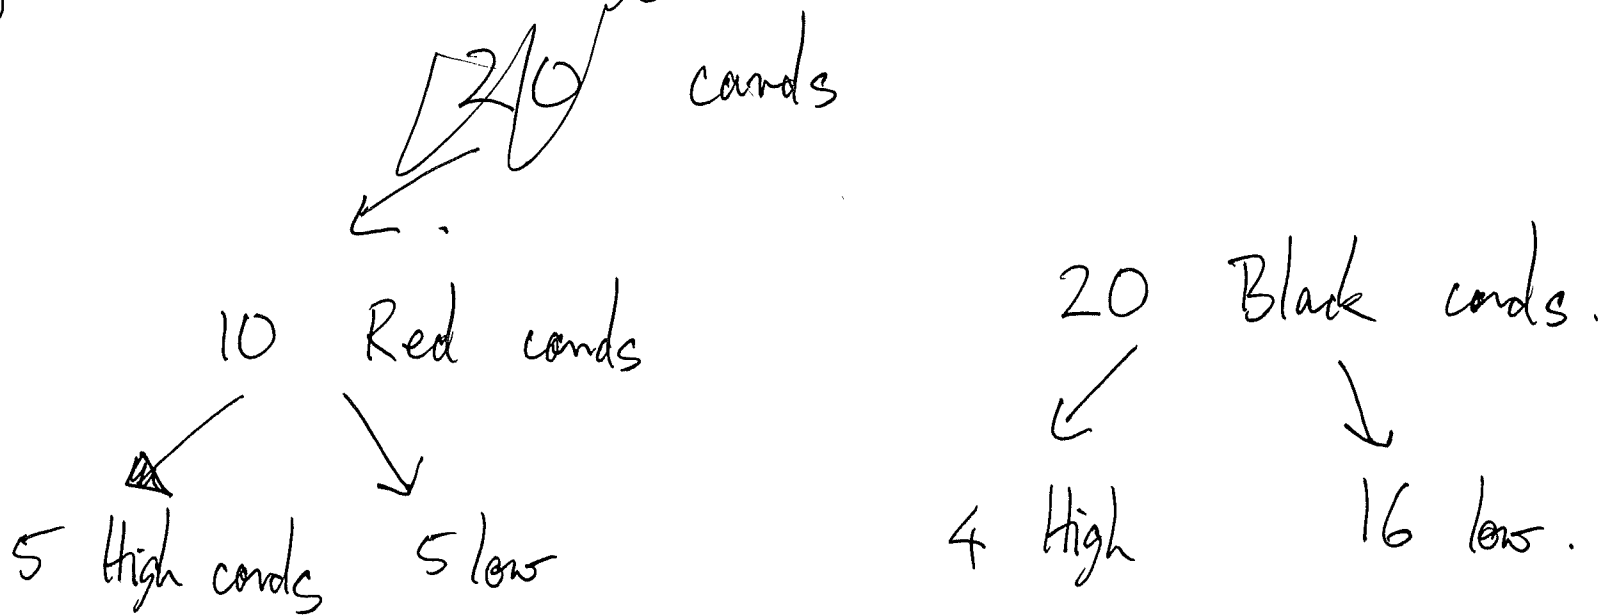 cards
10 Red cards
20 Black cards.
5 High cards
5 low
4 High
16 low.